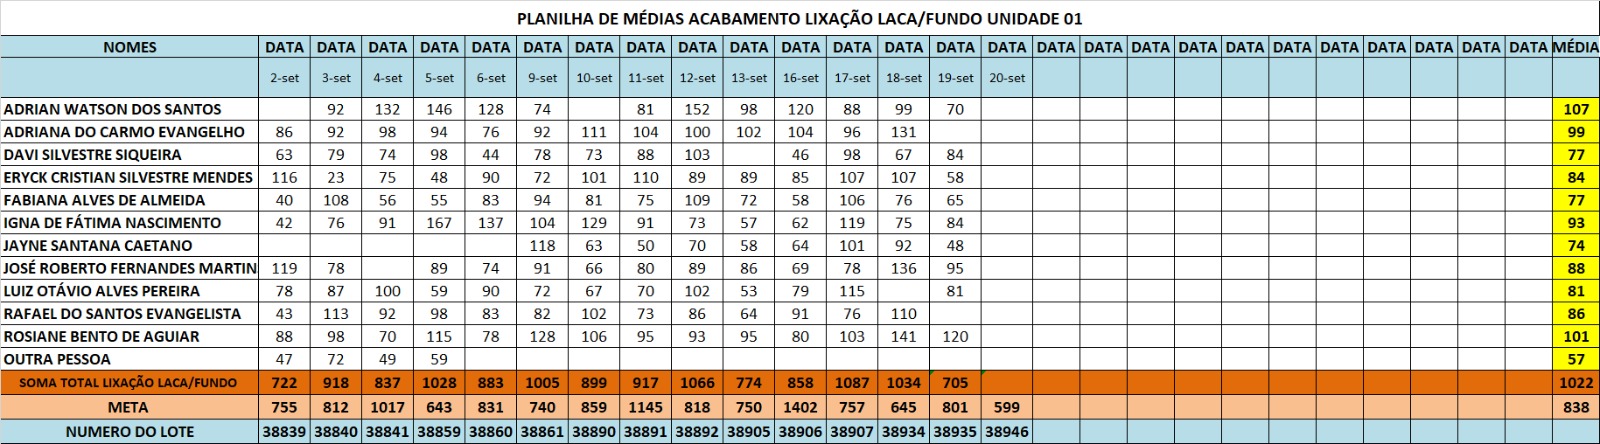 PLANILHA DE MÉDIAS ACABAMENTO LIXAÇÃO LACA/FUNDO UNIDADE 01
NOMES DATA DATA DATA DATA DATA DATA DATA DATA DATA DATA DATA DATA DATA DATA DATA DATA DATA DATA DATA DATA DATA DATA DATA DATA DATA DATA MÉDIA
2-set 3-set 4-set 5-set 6-set 9-set 10-set 11-set 12-set 13-set 16-set 17-set 18-set 19-set 20-set
ADRIAN WATSON DOS SANTOS 92 132 146 128 74 81 152 98 120 88 99 70 107
ADRIANA DO CARMO EVANGELHO 86 92 98 94 76 92 111 104 100 102 104 96 131 99
DAVI SILVESTRE SIQUEIRA 63 79 74 98 44 78 73 88 103 46 98 67 84 77
ERYCK CRISTIAN SILVESTRE MENDES 116 23 75 48 90 72 101 110 89 89 85 107 107 58 84
FABIANA ALVES DE ALMEIDA 40 108 56 55 83 94 81 75 109 72 58 106 76 65 77
IGNA DE FÁTIMA NASCIMENTO 42 76 91 167 137 104 129 91 73 57 62 119 75 84 93
JAYNE SANTANA CAETANO 118 63 50 70 58 64 101 92 48 74
JOSÉ ROBERTO FERNANDES MARTIN 119 78 89 74 91 66 80 89 86 69 78 136 95 88
LUIZ OTÁVIO ALVES PEREIRA 78 87 100 59 90 72 67 70 102 53 79 115 81 81
RAFAEL DO SANTOS EVANGELISTA 43 113 92 98 83 82 102 73 86 64 91 76 110 86
ROSIANE BENTO DE AGUIAR 88 98 70 115 78 128 106 95 93 95 80 103 141 120 101
OUTRA PESSOA 47 72 49 59 57
SOMA TOTAL LIXAÇÃO LACA/FUNDO 722 918 837 1028 883 1005 899 917 1066 774 858 1087 1034 705 1022
META 755 812 1017 643 831 740 859 1145 818 750 1402 757 645 801 599 838
NUMERO DO LOTE 38839 38840 38841 38859 38860 38861 38890 38891 38892 38905 38906 38907 38934 38935 38946